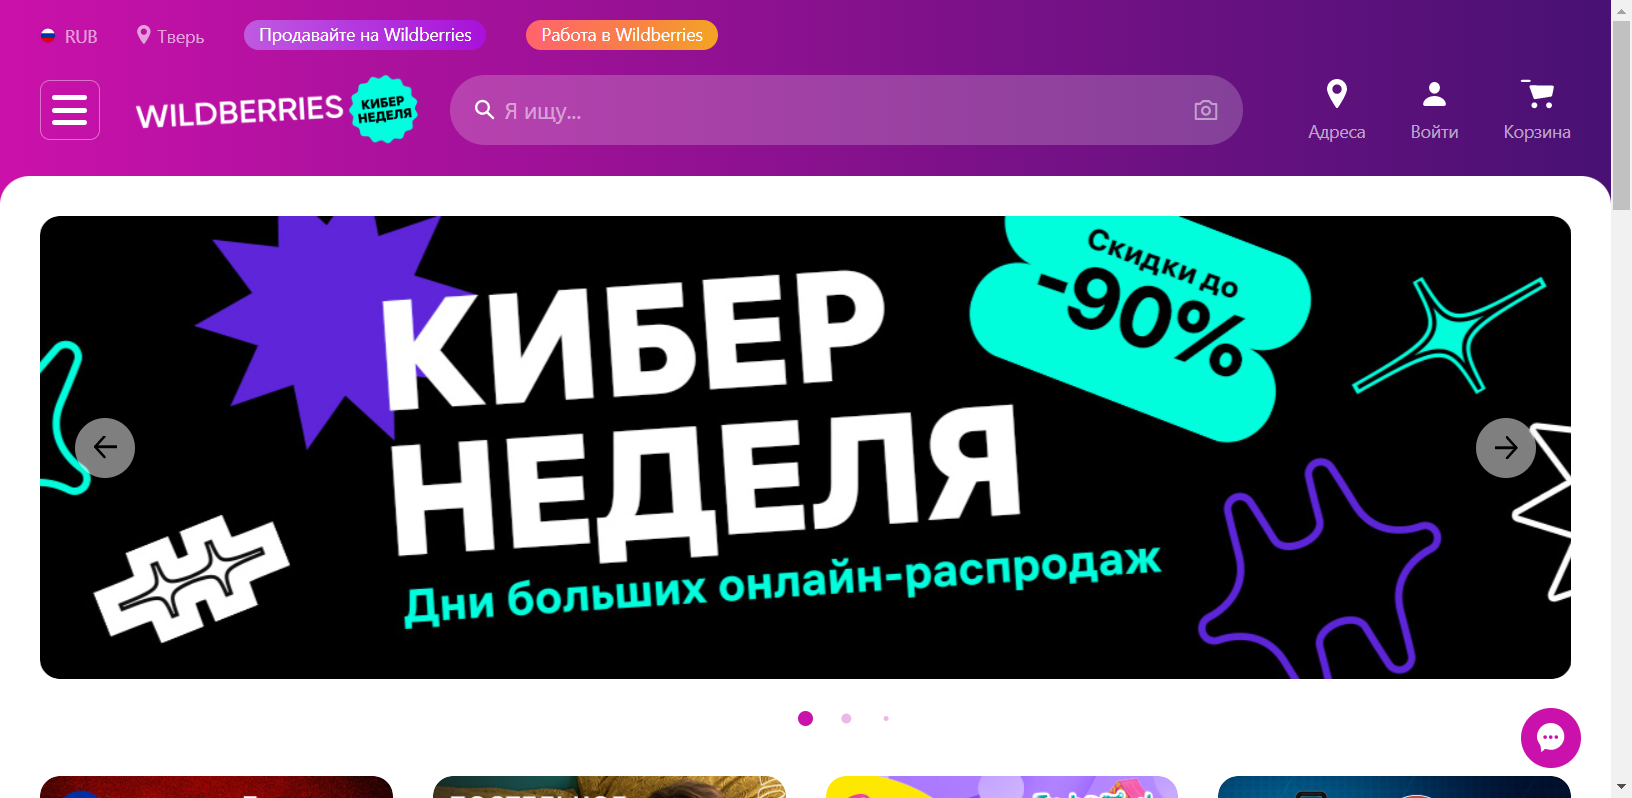 RUB
Тверь
Продавайте на Wildberries
Работа в Wildberries
WILDBERRIES
КИБЕР
НЕДЕЛЯ
Я ищу...
Адреса
Войти
Корзина
Скидки до
-90%
КИБЕР
НЕДЕЛЯ
Дни больших онлайн-распродаж